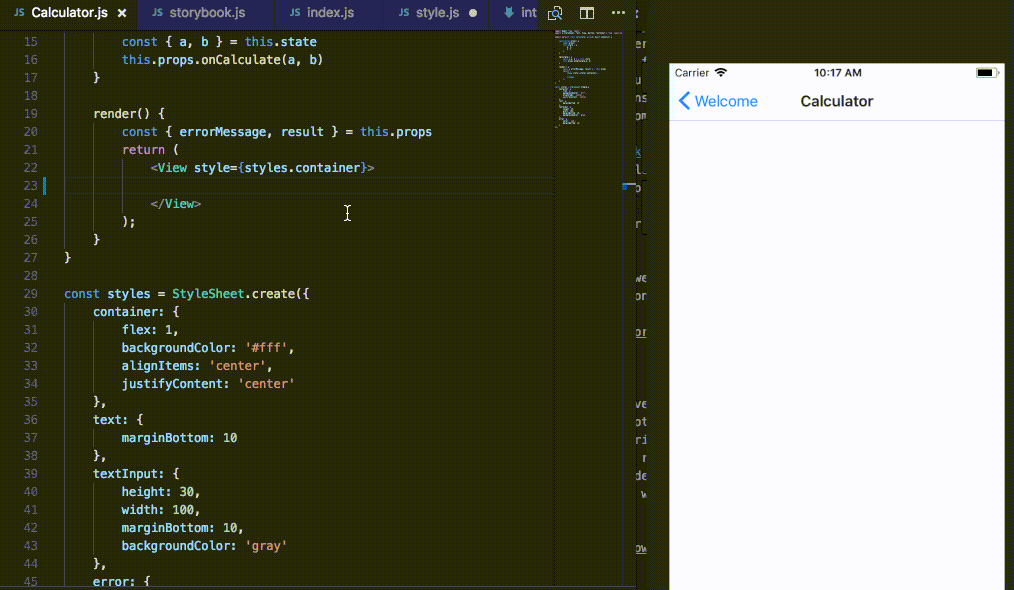 JS Calculator.js × JS storybook.js JS index.js JS style.js ● int ...
15 const { a, b } = this.state
16 this.props.onCalculate(a, b)
17 }
18
19 render() {
20 const { errorMessage, result } = this.props
21 return (
22 <View style={styles.container}>
23
24 </View>
25 );
26 }
27 }
28
29 const styles = StyleSheet.create({
30 container: {
31 flex: 1,
32 backgroundColor: '#fff',
33 alignItems: 'center',
34 justifyContent: 'center'
35 },
36 text: {
37 marginBottom: 10
38 },
39 textInput: {
40 height: 30,
41 width: 100,
42 marginBottom: 10,
43 backgroundColor: 'gray'
44 },
45 error: {
Carrier 10:17 AM
Welcome Calculator